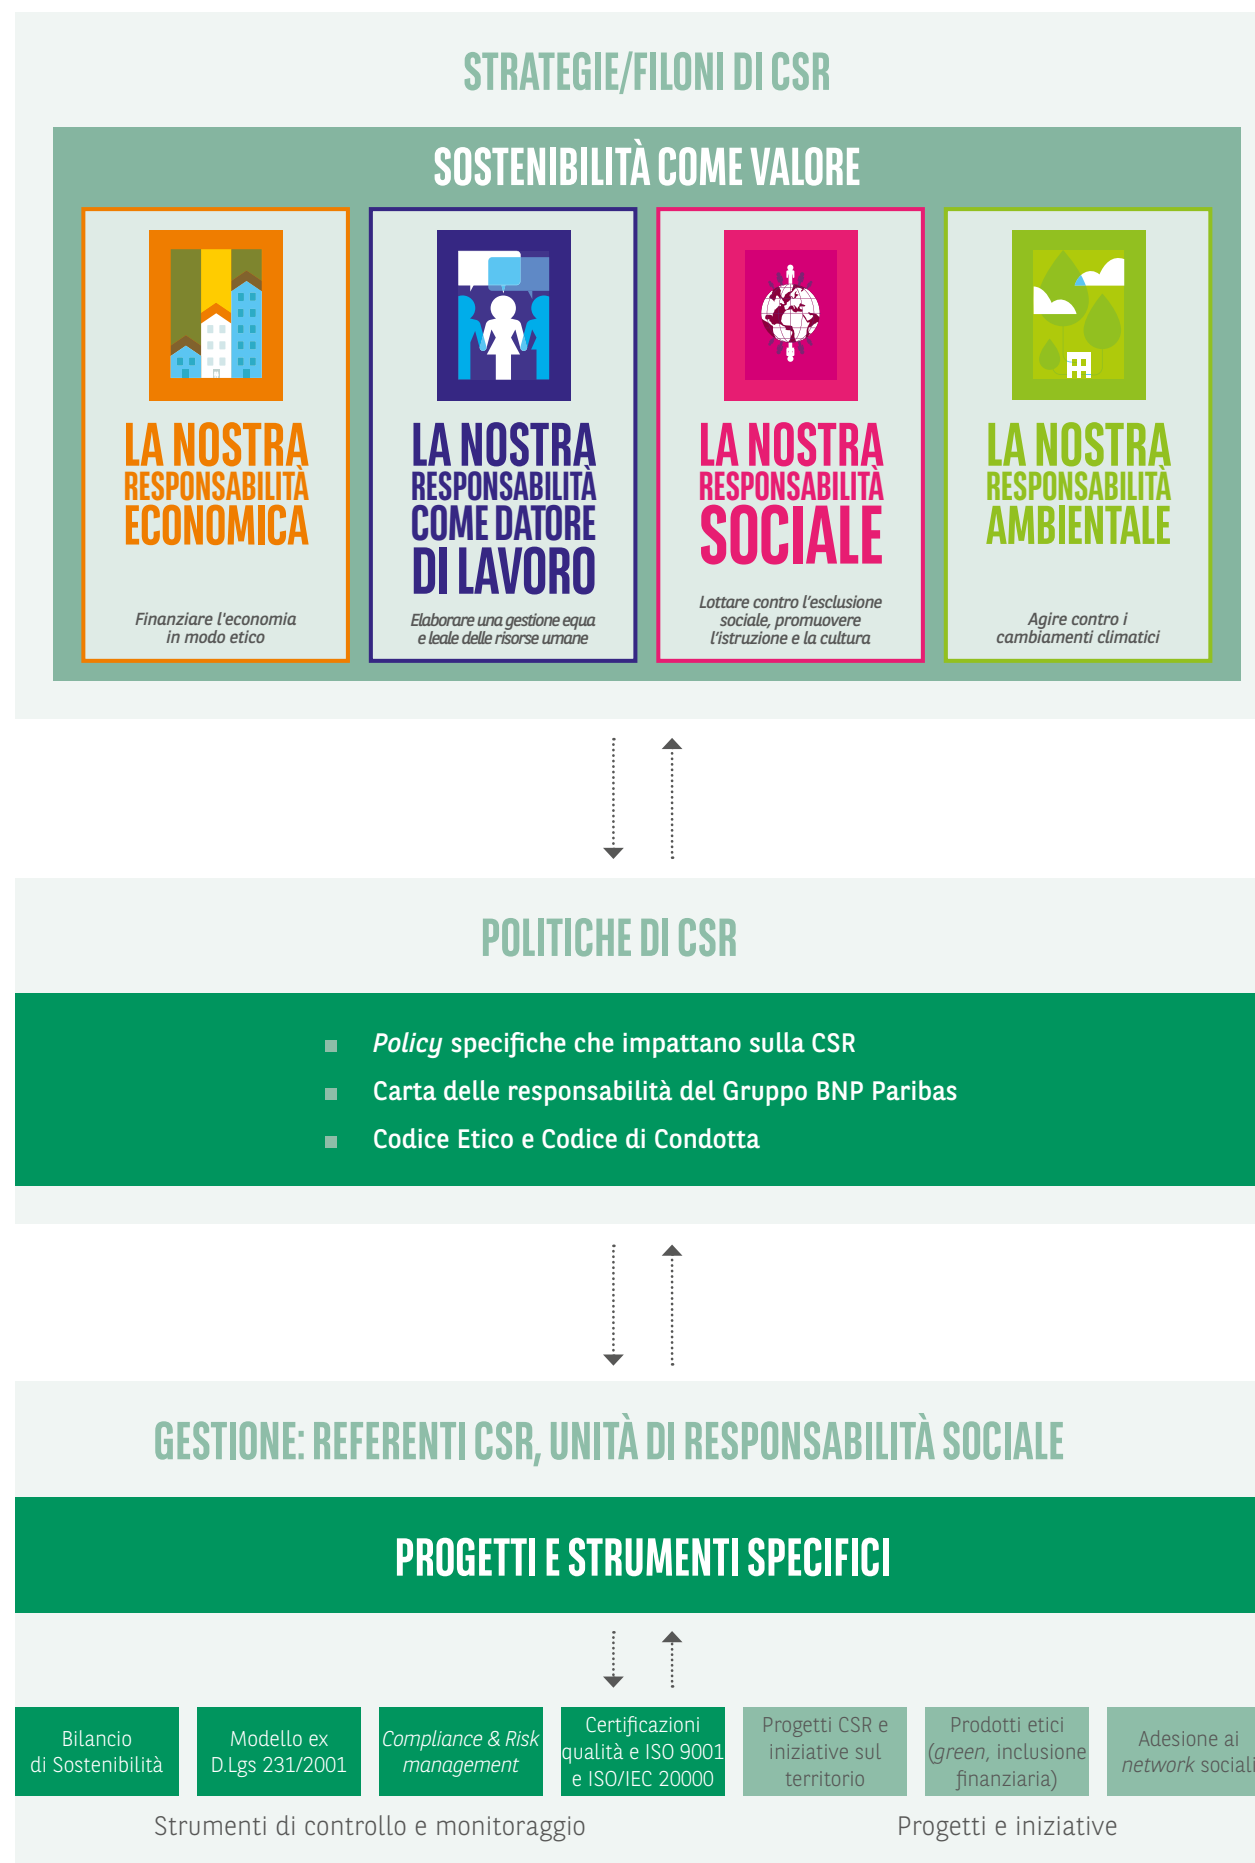 STRATEGIE/FILONI DI CSR
SOSTENIBILITÀ COME VALORE
LA NOSTRA
RESPONSABILITÀ
ECONOMICA
Finanziare l'economia
in modo etico
LA NOSTRA
RESPONSABILITÀ
COME DATORE
DI LAVORO
Elaborare una gestione equa
e leale delle risorse umane
LA NOSTRA
RESPONSABILITÀ
SOCIALE
Lottare contro l’esclusione
sociale, promuovere
l’istruzione e la cultura
LA NOSTRA
RESPONSABILITÀ
AMBIENTALE
Agire contro i
cambiamenti climatici
POLITICHE DI CSR
Policy specifiche che impattano sulla CSR
Carta delle responsabilità del Gruppo BNP Paribas
Codice Etico e Codice di Condotta
GESTIONE: REFERENTI CSR, UNITÀ DI RESPONSABILITÀ SOCIALE
PROGETTI E STRUMENTI SPECIFICI
Bilancio
di Sostenibilità
Modello ex
D.Lgs 231/2001
Compliance & Risk
management
Certificazioni
qualità e ISO 9001
e ISO/IEC 20000
Progetti CSR e
iniziative sul
territorio
Prodotti etici
(green, inclusione
finanziaria)
Adesione ai
network sociali
Strumenti di controllo e monitoraggio
Progetti e iniziative